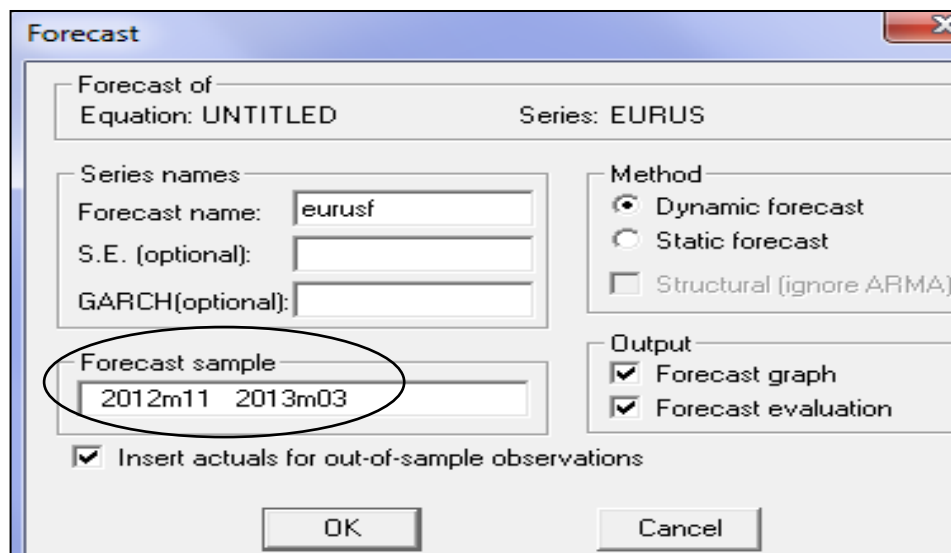 Forecast
Forecast of
Equation: UNTITLED Series: EURUS
Series names
Forecast name: eurusf
S.E. (optional):
GARCH(optional):
Method
Dynamic forecast
Static forecast
Structural (ignore ARMA)
Forecast sample
2012m11 2013m03
Output
Forecast graph
Forecast evaluation
Insert actuals for out-of-sample observations
OK Cancel